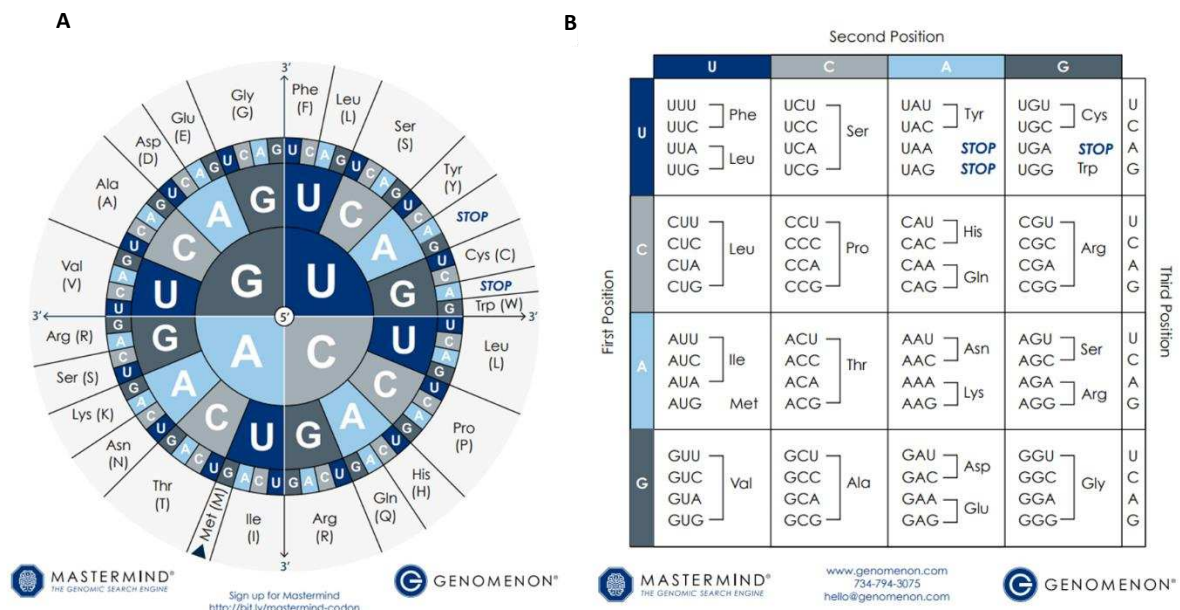 A
3'
3'
3'
3'
5'
Phe
(F)
Leu
(L)
Ser
(S)
Tyr
(Y)
STOP
Cys (C)
STOP
Trp (W)
Leu
(L)
Pro
(P)
His
(H)
Gln
(Q)
Arg
(R)
Ile
(I)
Met (M)
Thr
(T)
Asn
(N)
Lys (K)
Ser (S)
Arg (R)
Val
(V)
Ala
(A)
Asp
(D)
Glu
(E)
Gly
(G)
U C A G U C A G U C A G U C A G
U C A G U C A G U C A G U C A G
U C A G U C A G U C A G U C A G
U C A G U C A G U C A G U C A G
U C A G
U C A G
U C A G
U C A G
G U
A C
MASTERMIND®
THE GENOMIC SEARCH ENGINE
Sign up for Mastermind
http://bit.ly/mastermind-codon
GENOMENON®
B
Second Position
U C A G
First Position
Third Position
U
UUU UCU UAU UGU U
Phe Tyr Cys
UUC UCC UAC UGC C
Ser
UUA UCA UAA STOP UGA STOP A
Leu
UUG UCG UAG STOP UGG Trp G
C
CUU CCU CAU CGU U
His
CUC CCC CAC CGC C
Leu Pro Arg
CUA CCA CAA CGA A
Gln
CUG CCG CAG CGG G
A
AUU ACU AAU AGU U
Asn Ser
AUC Ile ACC AAC AGC C
Thr
AUA ACA AAA AGA A
Lys Arg
AUG Met ACG AAG AGG G
G
GUU GCU GAU GGU U
Asp
GUC GCC GAC GGC C
Val Ala Gly
GUA GCA GAA GGA A
Glu
GUG GCG GAG GGG G
MASTERMIND®
THE GENOMIC SEARCH ENGINE
www.genomenon.com
734-794-3075
hello@genomenon.com
GENOMENON®